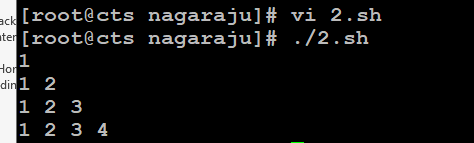 [root@cts nagaraju]# vi 2.sh
[root@cts nagaraju]# ./2.sh
1
1 2
1 2 3
1 2 3 4